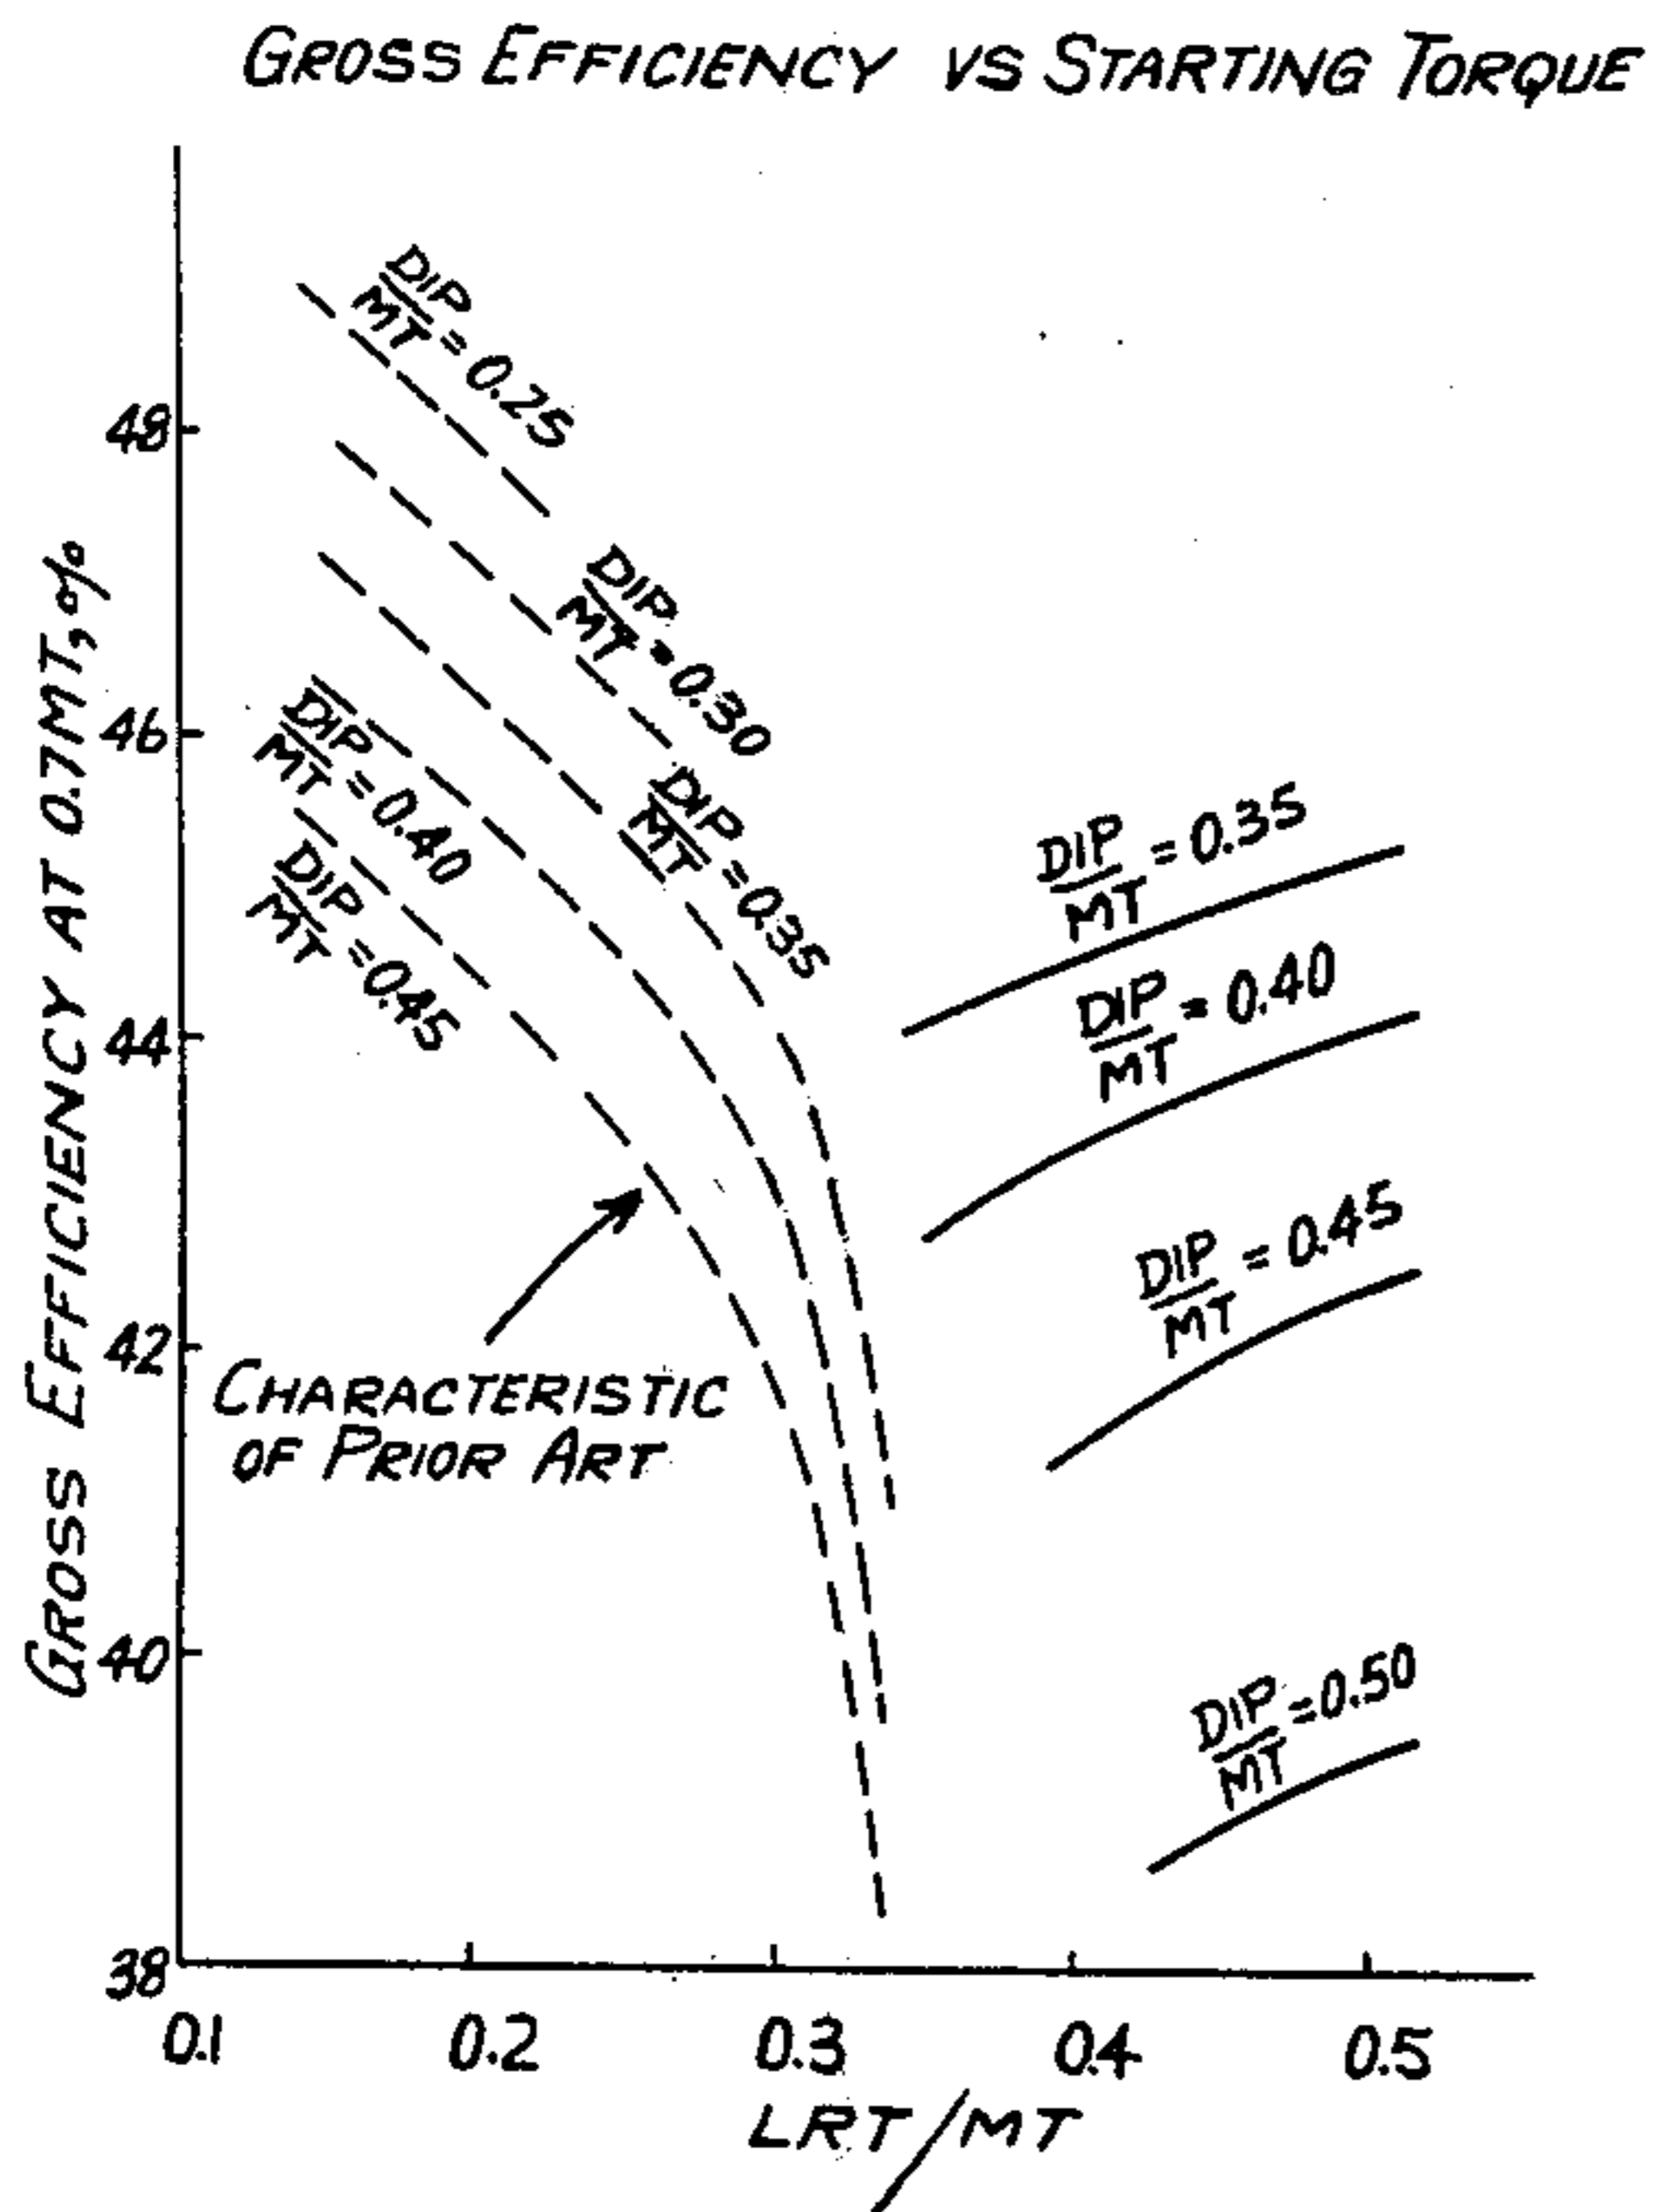 GROSS EFFICIENCY VS STARTING TORQUE
DIP
MT = 0.25
48
DIP
MT = 0.30
GROSS EFFICIENCY AT 0.7MT, %
DIP
MT = 0.40
46
DIP
MT = 0.35
DIP
MT = 0.35
DIP
MT = 0.45
DIP
MT = 0.40
44
DIP
MT = 0.45
42
CHARACTERISTIC
OF PRIOR ART
40
DIP
MT = 0.50
38
0.1 0.2 0.3 0.4 0.5
LRT/MT